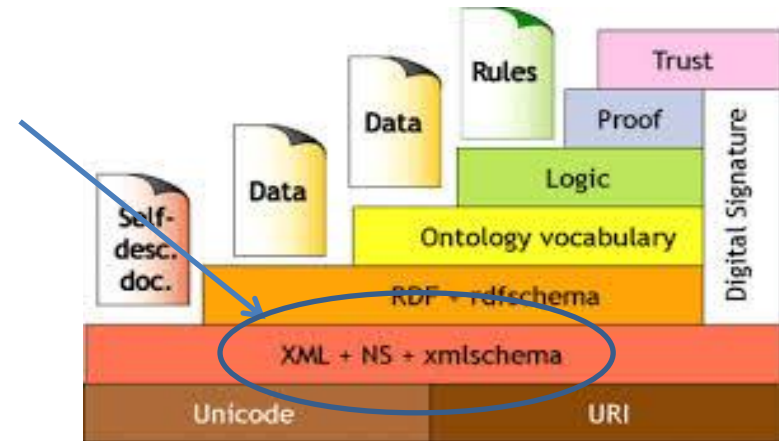 Rules
Trust
Data
Proof
Data
Logic
Self-
desc.
doc.
Ontology vocabulary
Digital Signature
RDF + rdfschema
XML + NS + xmlschema
Unicode
URI